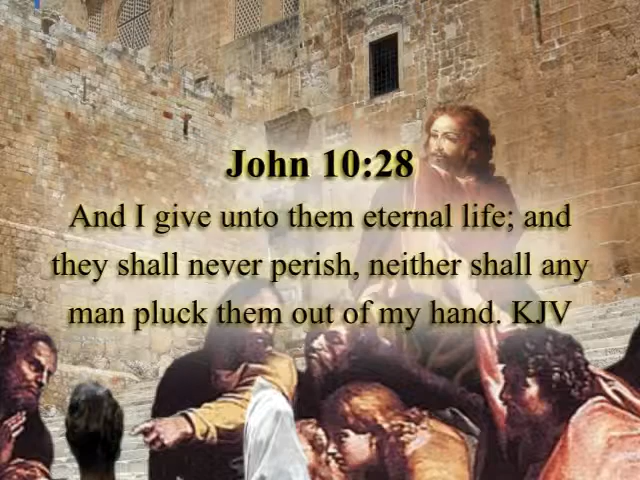 John 10:28
And I give unto them eternal life; and
they shall never perish, neither shall any
man pluck them out of my hand. KJV